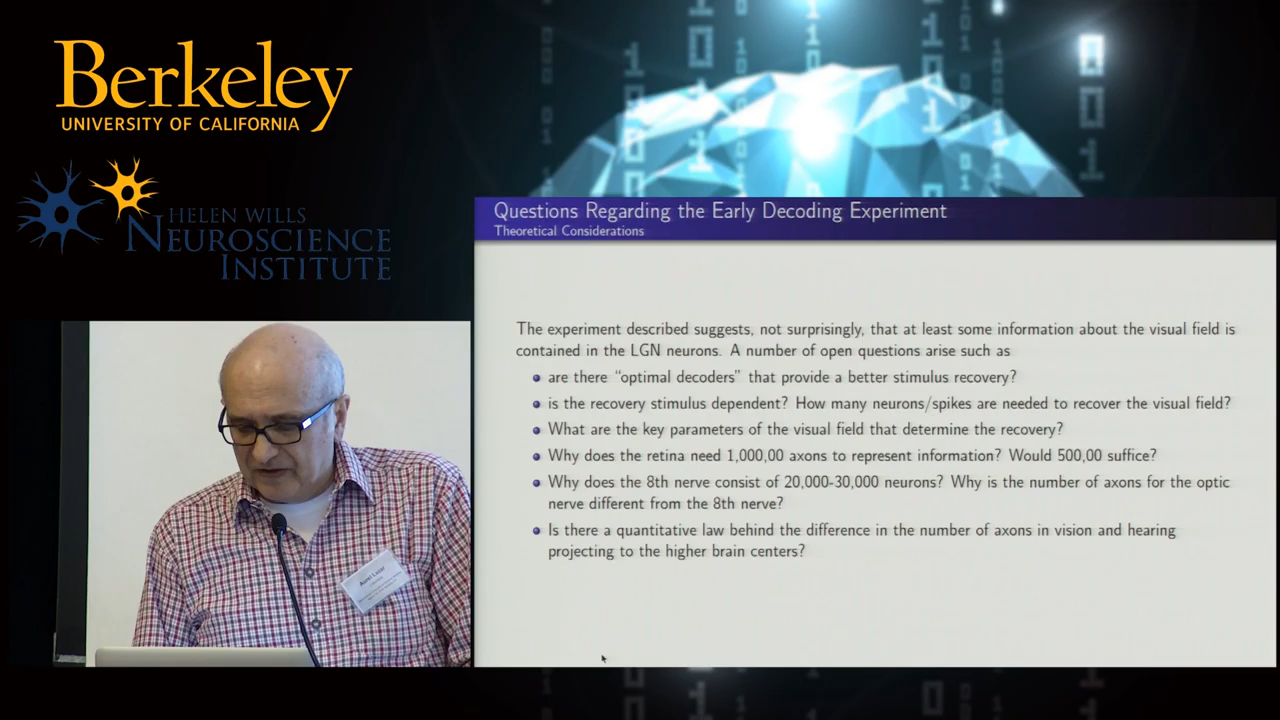 Berkeley
UNIVERSITY OF CALIFORNIA
HELEN WILLS
NEUROSCIENCE
INSTITUTE
Questions Regarding the Early Decoding Experiment
Theoretical Considerations
The experiment described suggests, not surprisingly, that at least some information about the visual field is
contained in the LGN neurons. A number of open questions arise such as
are there “optimal decoders” that provide a better stimulus recovery?
is the recovery stimulus dependent? How many neurons/spikes are needed to recover the visual field?
What are the key parameters of the visual field that determine the recovery?
Why does the retina need 1,000,00 axons to represent information? Would 500,00 suffice?
Why does the 8th nerve consist of 20,000-30,000 neurons? Why is the number of axons for the optic
nerve different from the 8th nerve?
Is there a quantitative law behind the difference in the number of axons in vision and hearing
projecting to the higher brain centers?
Aurel Lazar